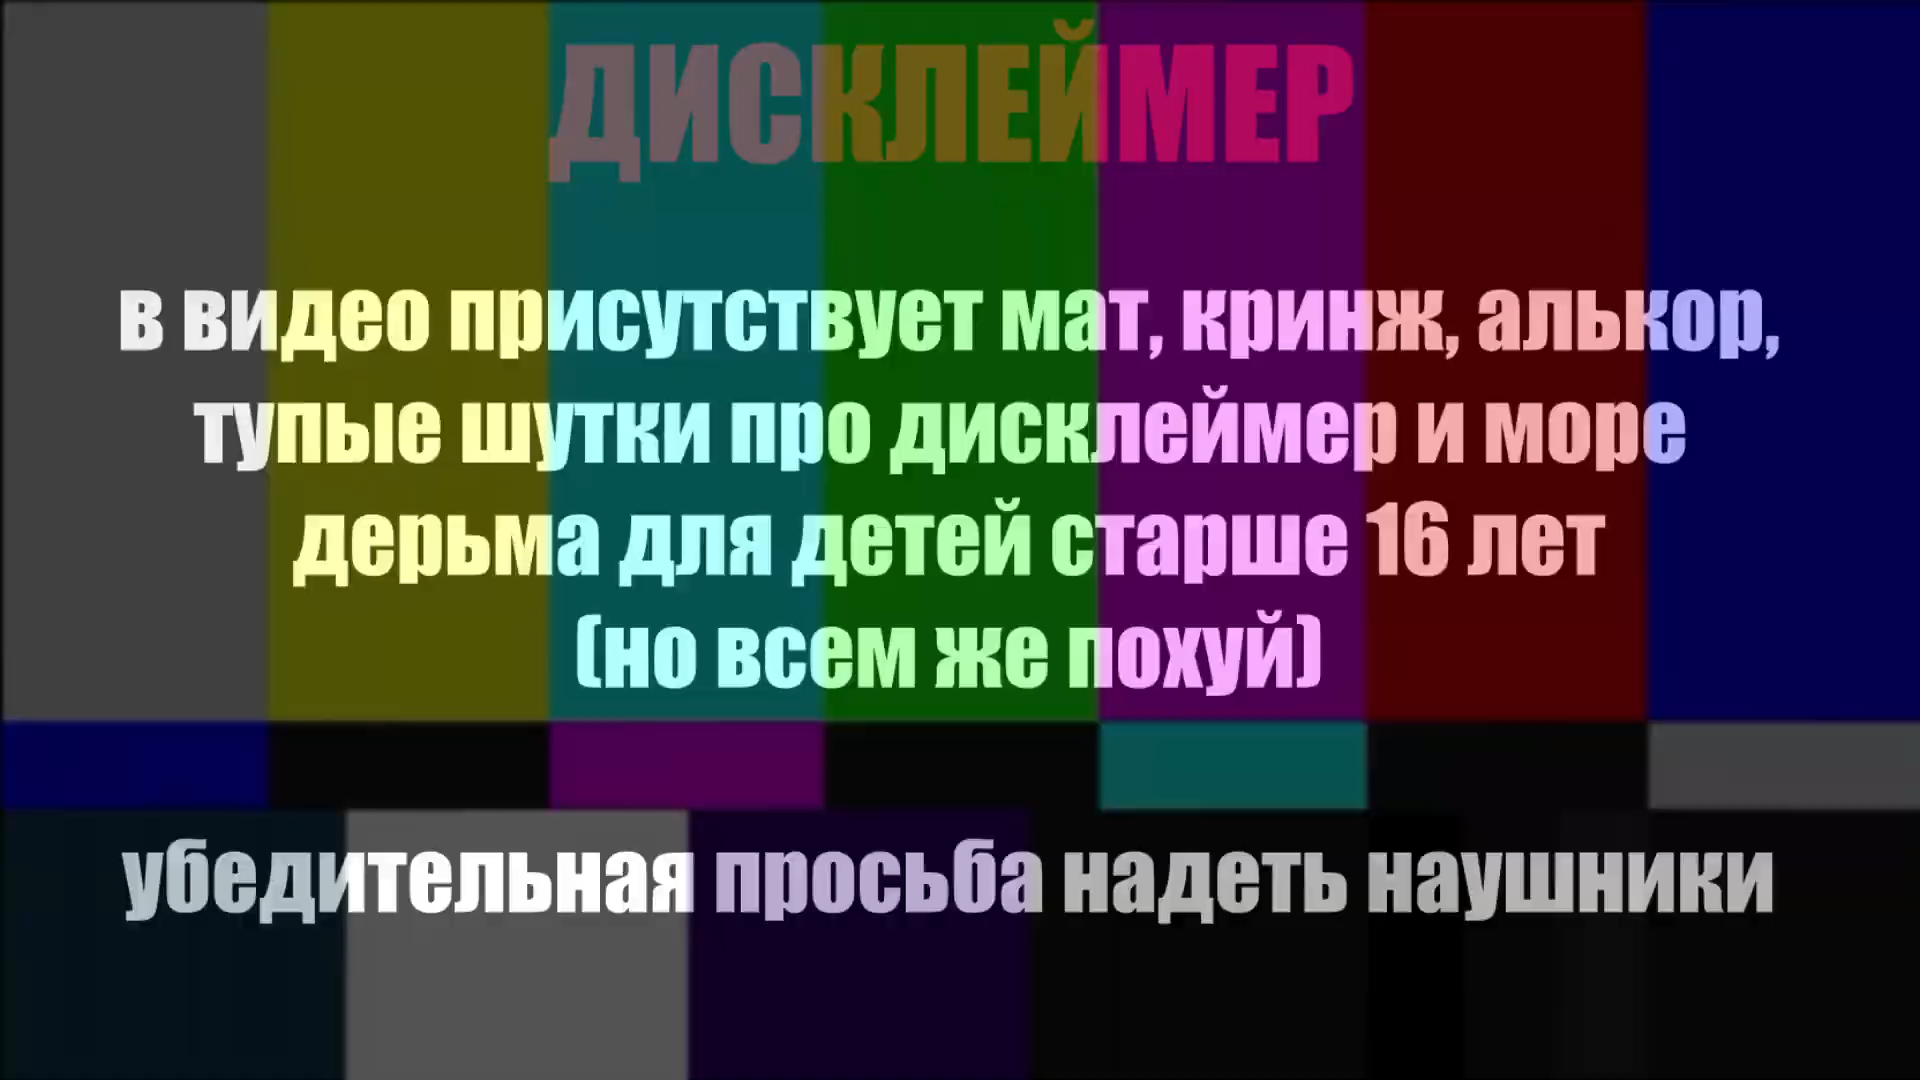 ДИСКЛЕЙМЕР
в видео присутствует мат, кринж, алькор,
тупые шутки про дисклеймер и море
дерьма для детей старше 16 лет
(но всем же похуй)
убедительная просьба надеть наушники